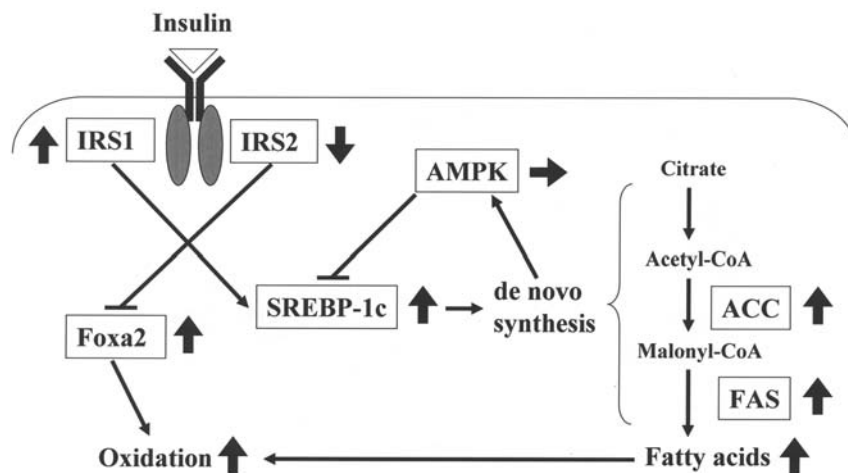 Insulin
IRS1
IRS2
AMPK
Citrate
Acetyl-CoA
SREBP-1c
de novo
synthesis
ACC
Foxa2
Malonyl-CoA
FAS
Oxidation
Fatty acids